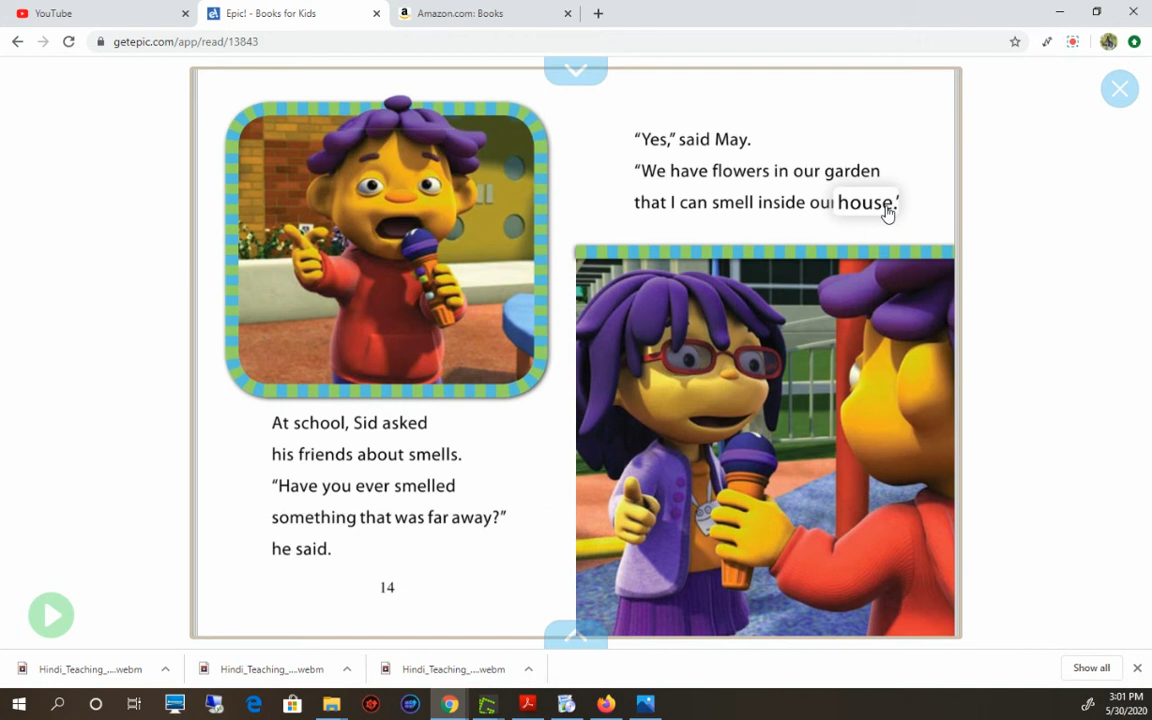 YouTube
Epic! - Books for Kids
Amazon.com: Books
getepic.com/app/read/13843
At school, Sid asked
his friends about smells.
“Have you ever smelled
something that was far away?”
he said.
14
“Yes,” said May.
“We have flowers in our garden
that I can smell inside our house.”
Hindi_Teaching_....webm
Hindi_Teaching_....webm
Hindi_Teaching_....webm
Show all
3:01 PM
5/30/2020